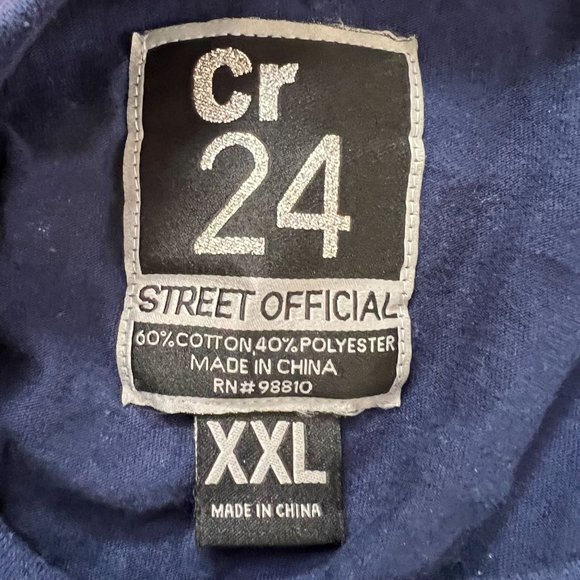 Cr
24
STREET OFFICIAL
60% COTTON, 40% POLYESTER
MADE IN CHINA
RN# 98810
XXL
MADE IN CHINA